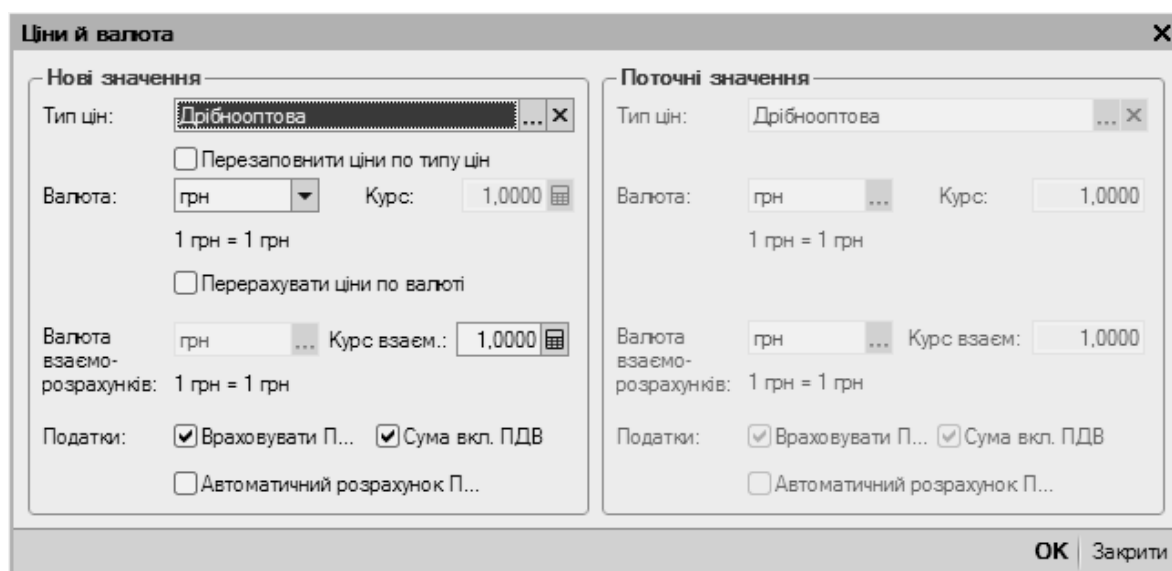 Ціни й валюта
Нові значення
Тип цін: Дрібнооптова ...
Перезаповнити ціни по типу цін
Валюта: грн Курс: 1,0000
1 грн = 1 грн
Перерахувати ціни по валюті
Валюта взаємо-розрахунків: грн ... Курс взаєм.: 1,0000
1 грн = 1 грн
Податки: Враховувати П... Сума вкл. ПДВ
Автоматичний розрахунок П...
Поточні значення
Тип цін: Дрібнооптова ...
Валюта: грн ... Курс: 1,0000
1 грн = 1 грн
Валюта взаємо-розрахунків: грн ... Курс взаєм: 1,0000
1 грн = 1 грн
Податки: Враховувати П... Сума вкл. ПДВ
Автоматичний розрахунок П...
OK Закрити